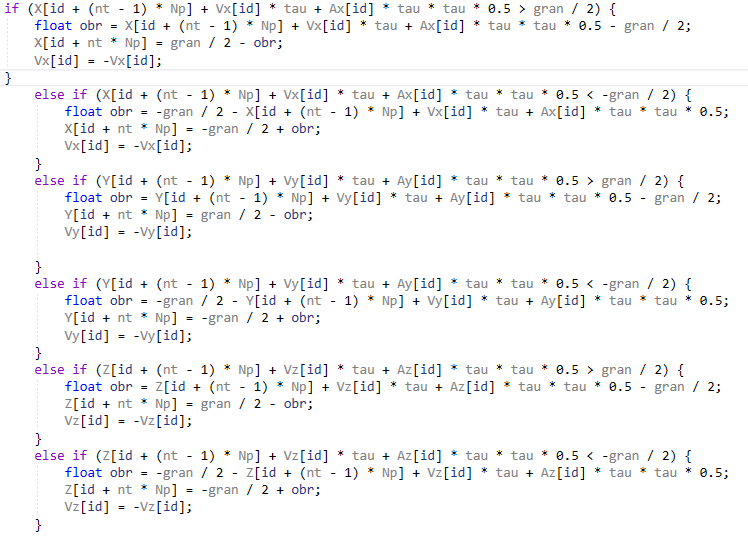 if (X[id + (nt - 1) * Np] + Vx[id] * tau + Ax[id] * tau * tau * 0.5 > gran / 2) {
float obr = X[id + (nt - 1) * Np] + Vx[id] * tau + Ax[id] * tau * tau * 0.5 - gran / 2;
X[id + nt * Np] = gran / 2 - obr;
Vx[id] = -Vx[id];
}
else if (X[id + (nt - 1) * Np] + Vx[id] * tau + Ax[id] * tau * tau * 0.5 < -gran / 2) {
float obr = -gran / 2 - X[id + (nt - 1) * Np] + Vx[id] * tau + Ax[id] * tau * tau * 0.5;
X[id + nt * Np] = -gran / 2 + obr;
Vx[id] = -Vx[id];
}
else if (Y[id + (nt - 1) * Np] + Vy[id] * tau + Ay[id] * tau * tau * 0.5 > gran / 2) {
float obr = Y[id + (nt - 1) * Np] + Vy[id] * tau + Ay[id] * tau * tau * 0.5 - gran / 2;
Y[id + nt * Np] = gran / 2 - obr;
Vy[id] = -Vy[id];
}
else if (Y[id + (nt - 1) * Np] + Vy[id] * tau + Ay[id] * tau * tau * 0.5 < -gran / 2) {
float obr = -gran / 2 - Y[id + (nt - 1) * Np] + Vy[id] * tau + Ay[id] * tau * tau * 0.5;
Y[id + nt * Np] = -gran / 2 + obr;
Vy[id] = -Vy[id];
}
else if (Z[id + (nt - 1) * Np] + Vz[id] * tau + Az[id] * tau * tau * 0.5 > gran / 2) {
float obr = Z[id + (nt - 1) * Np] + Vz[id] * tau + Az[id] * tau * tau * 0.5 - gran / 2;
Z[id + nt * Np] = gran / 2 - obr;
Vz[id] = -Vz[id];
}
else if (Z[id + (nt - 1) * Np] + Vz[id] * tau + Az[id] * tau * tau * 0.5 < -gran / 2) {
float obr = -gran / 2 - Z[id + (nt - 1) * Np] + Vz[id] * tau + Az[id] * tau * tau * 0.5;
Z[id + nt * Np] = -gran / 2 + obr;
Vz[id] = -Vz[id];
}